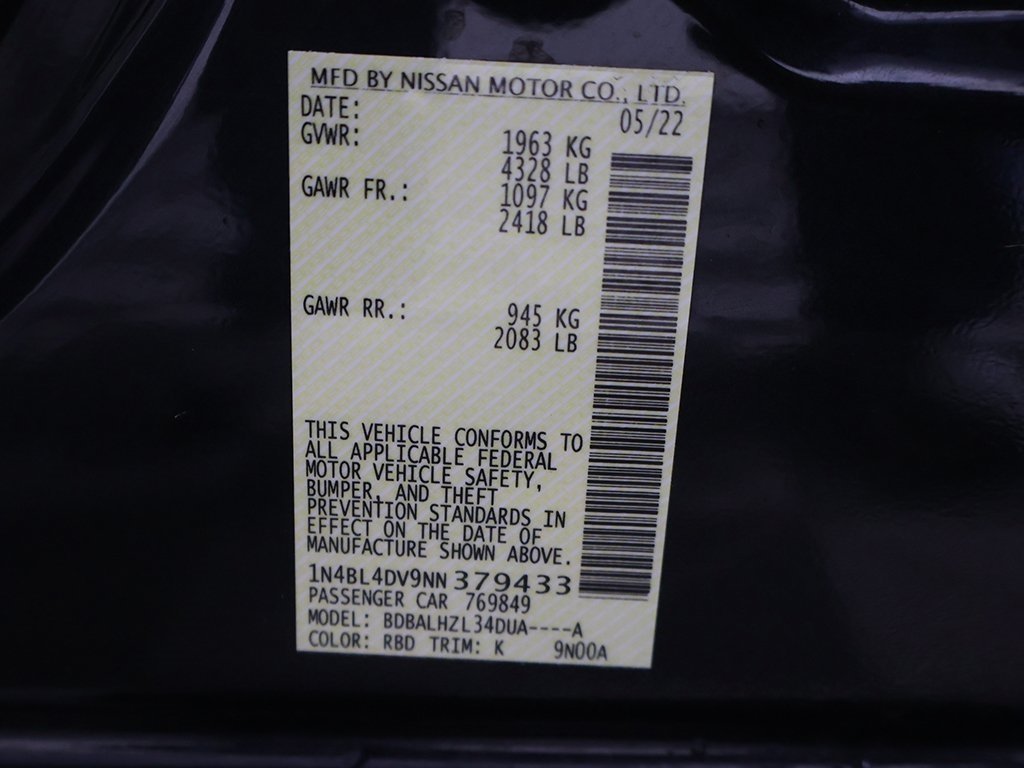 MFD BY NISSAN MOTOR CO., LTD.
DATE: 05/22
GVWR: 1963 KG
4328 LB
GAWR FR.: 1097 KG
2418 LB
GAWR RR.: 945 KG
2083 LB
THIS VEHICLE CONFORMS TO
ALL APPLICABLE FEDERAL
MOTOR VEHICLE SAFETY,
BUMPER, AND THEFT
PREVENTION STANDARDS IN
EFFECT ON THE DATE OF
MANUFACTURE SHOWN ABOVE.
1N4BL4DV9NN 379433
PASSENGER CAR 769849
MODEL: BDBALHZL34DUA----A
COLOR: RBD TRIM: K 9N00A